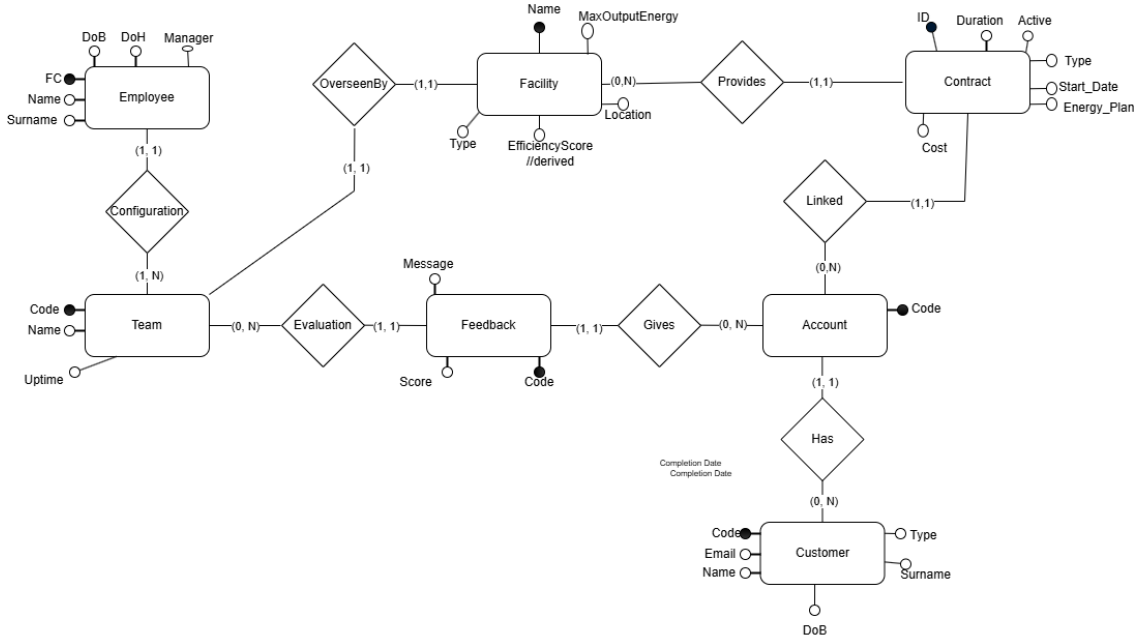 Name
MaxOutputEnergy
ID
Duration
Active
DoB
DoH
Manager
FC
Name
Surname
Employee
OverseenBy
(1,1)
Facility
(0,N)
Provides
(1,1)
Contract
Type
Start_Date
Energy_Plan
Type
EfficiencyScore
//derived
Location
Cost
(1, 1)
(1, 1)
Configuration
Linked
(1,1)
(1, N)
(0,N)
Message
Code
Name
Uptime
Team
(0, N)
Evaluation
(1, 1)
Feedback
(1, 1)
Gives
(0, N)
Account
Code
Score
Code
(1, 1)
Has
Completion Date
Completion Date
(0, N)
Code
Email
Name
Customer
Type
Surname
DoB